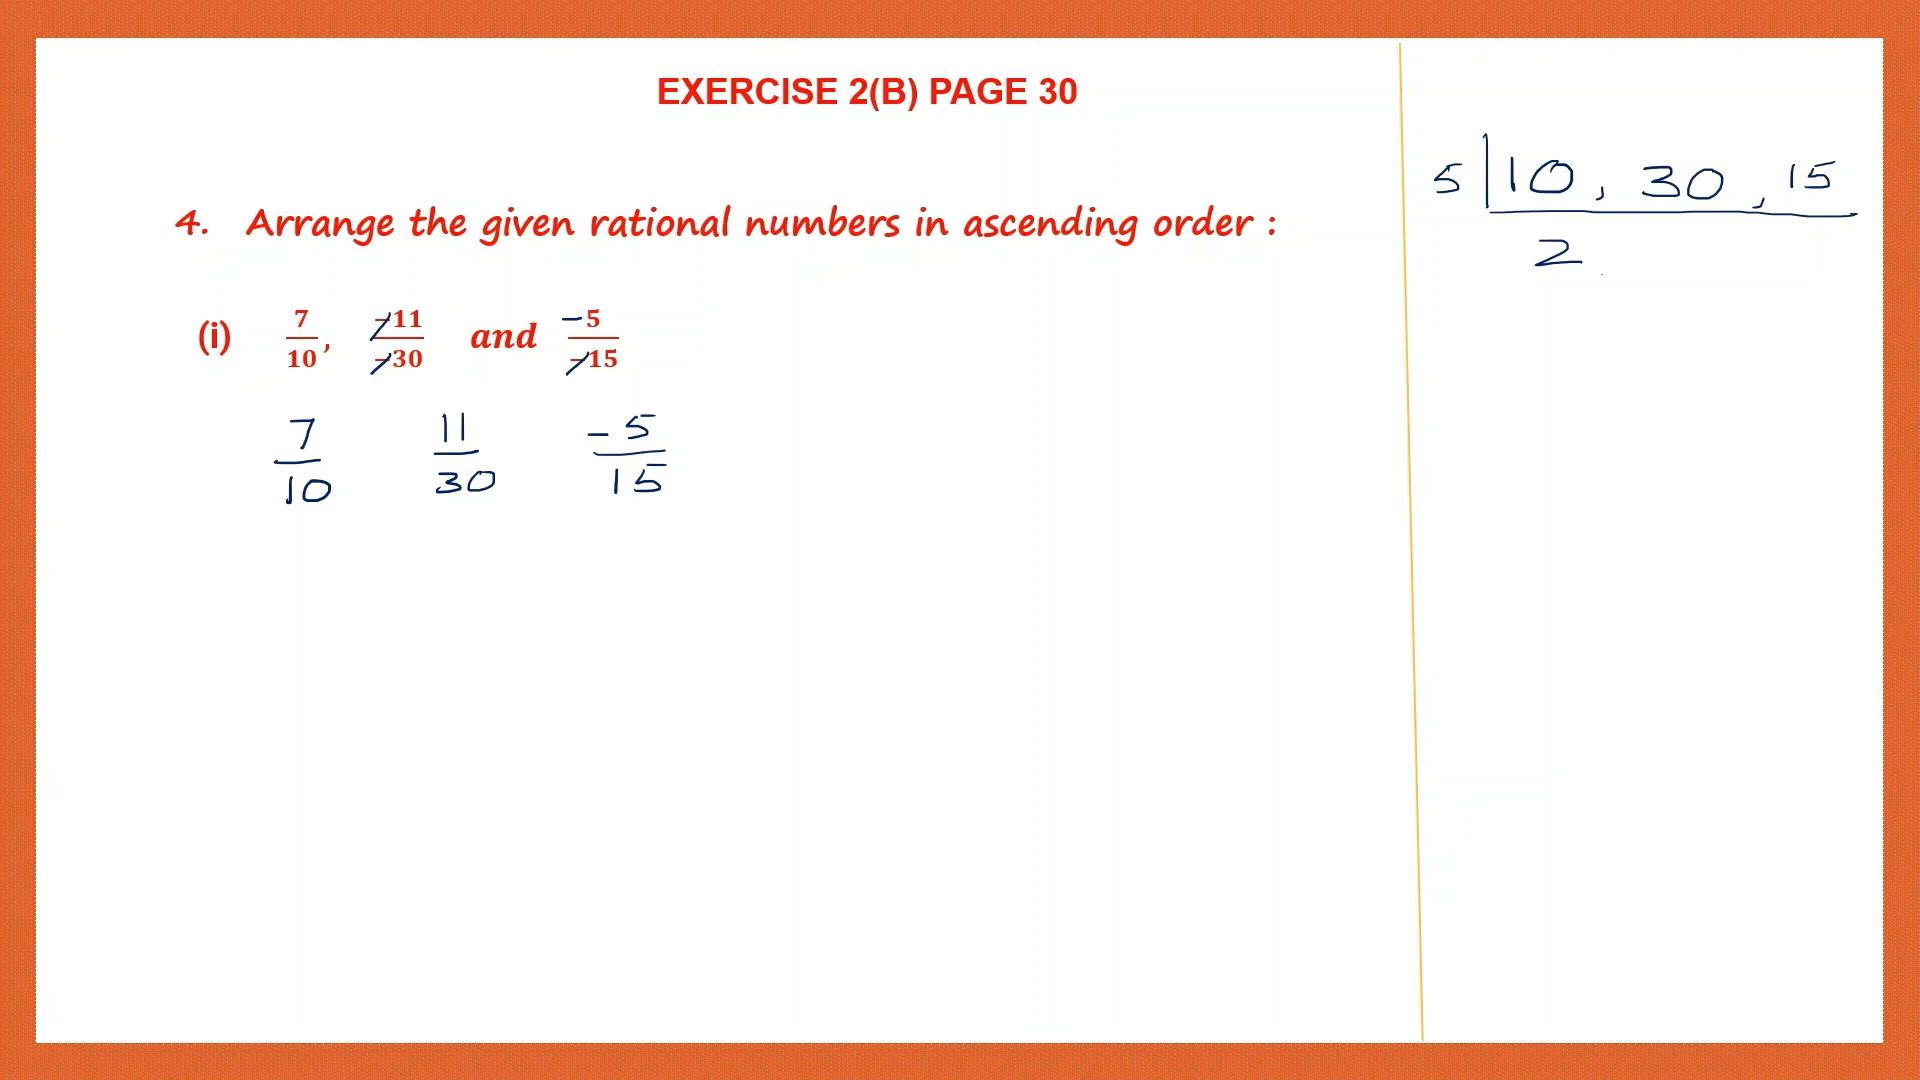 EXERCISE 2(B) PAGE 30
4. Arrange the given rational numbers in ascending order :
(i) 7/10, -11/-30 and -5/-15
7/10 11/30 -5/15
5 | 10, 30, 15
2